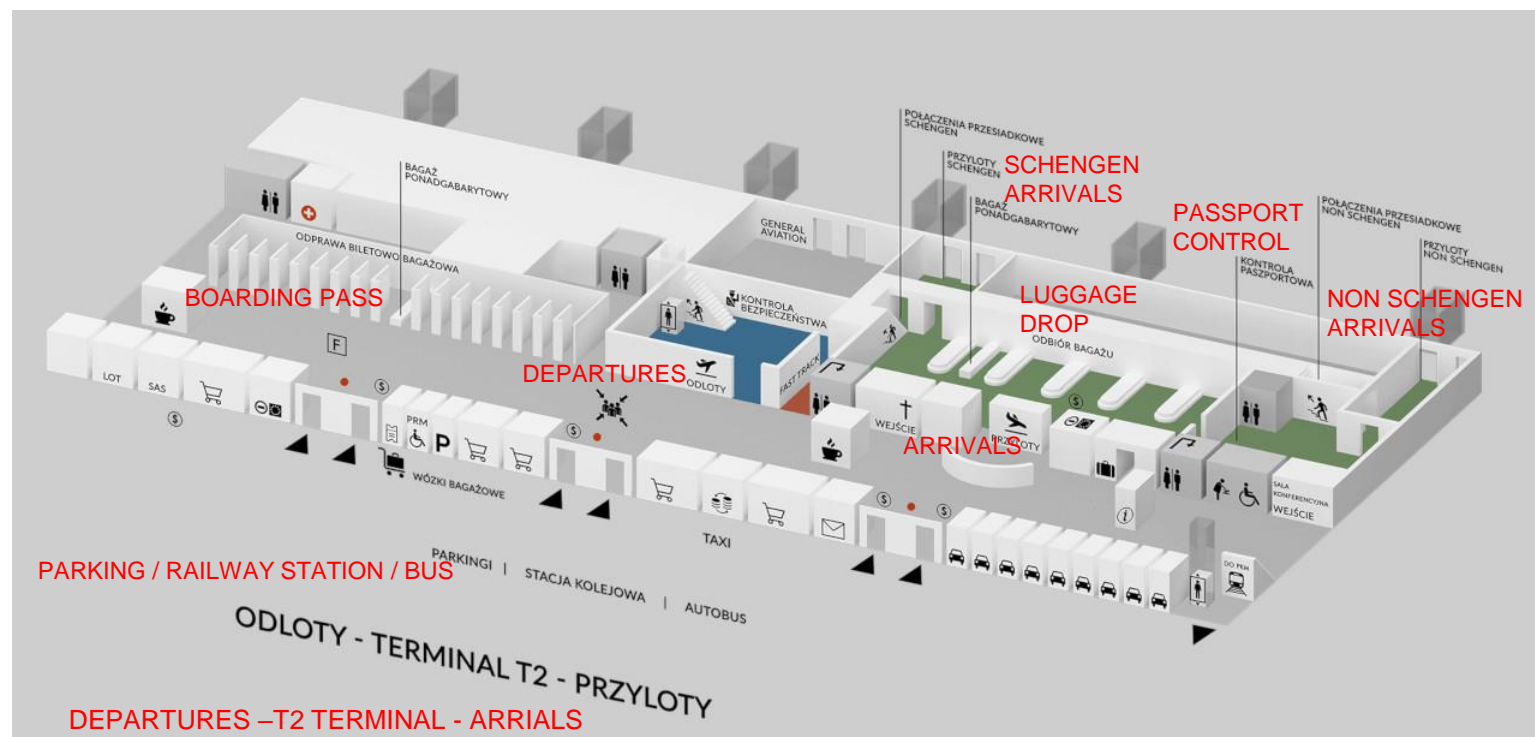 POŁĄCZENIA PRZESIADKOWE
SCHENGEN
PRZYLOTY
SCHENGEN
SCHENGEN
ARRIVALS
BAGAŻ
PONADGABARYTOWY
BAGAŻ
PONADGABARYTOWY
GENERAL
AVIATION
PASSPORT
CONTROL
POŁĄCZENIA PRZESIADKOWE
NON SCHENGEN
PRZYLOTY
NON SCHENGEN
KONTROLA
PASZPORTOWA
ODPRAWA BILETOWO BAGAŻOWA
BOARDING PASS
KONTROLA
BEZPIECZEŃSTWA
LUGGAGE
DROP
ODBIÓR BAGAŻU
NON SCHENGEN
ARRIVALS
F
DEPARTURES
ODLOTY
FAST TRACK
LOT
SAS
$
$
$
$
$
$
PRM
P
WEJŚCIE
ARRIVALS
PRZYLOTY
i
SALA
KONFERENCYJNA
WEJŚCIE
WÓZKI BAGAŻOWE
TAXI
DO PKM
PARKING / RAILWAY STATION / BUS
PARKINGI | STACJA KOLEJOWA | AUTOBUS
ODLOTY - TERMINAL T2 - PRZYLOTY
DEPARTURES –T2 TERMINAL - ARRIALS